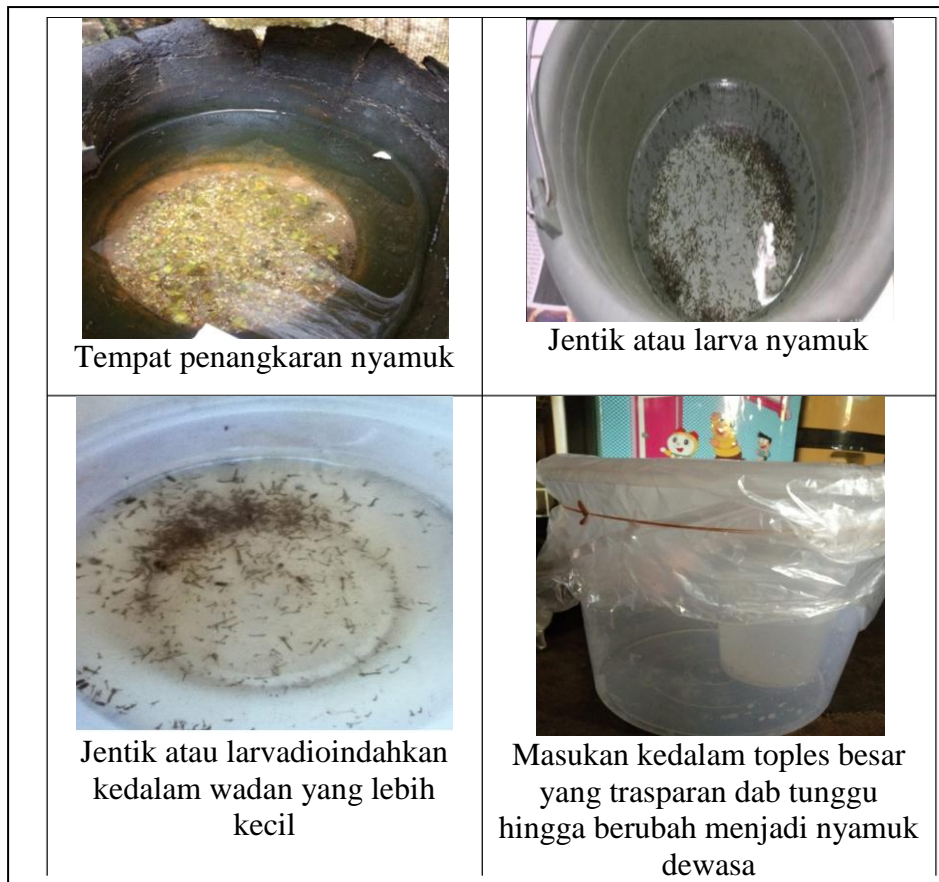 Tempat penangkaran nyamuk
Jentik atau larva nyamuk
Jentik atau larvadioindahkan
kedalam wadan yang lebih
kecil
Masukan kedalam toples besar
yang trasparan dab tunggu
hingga berubah menjadi nyamuk
dewasa